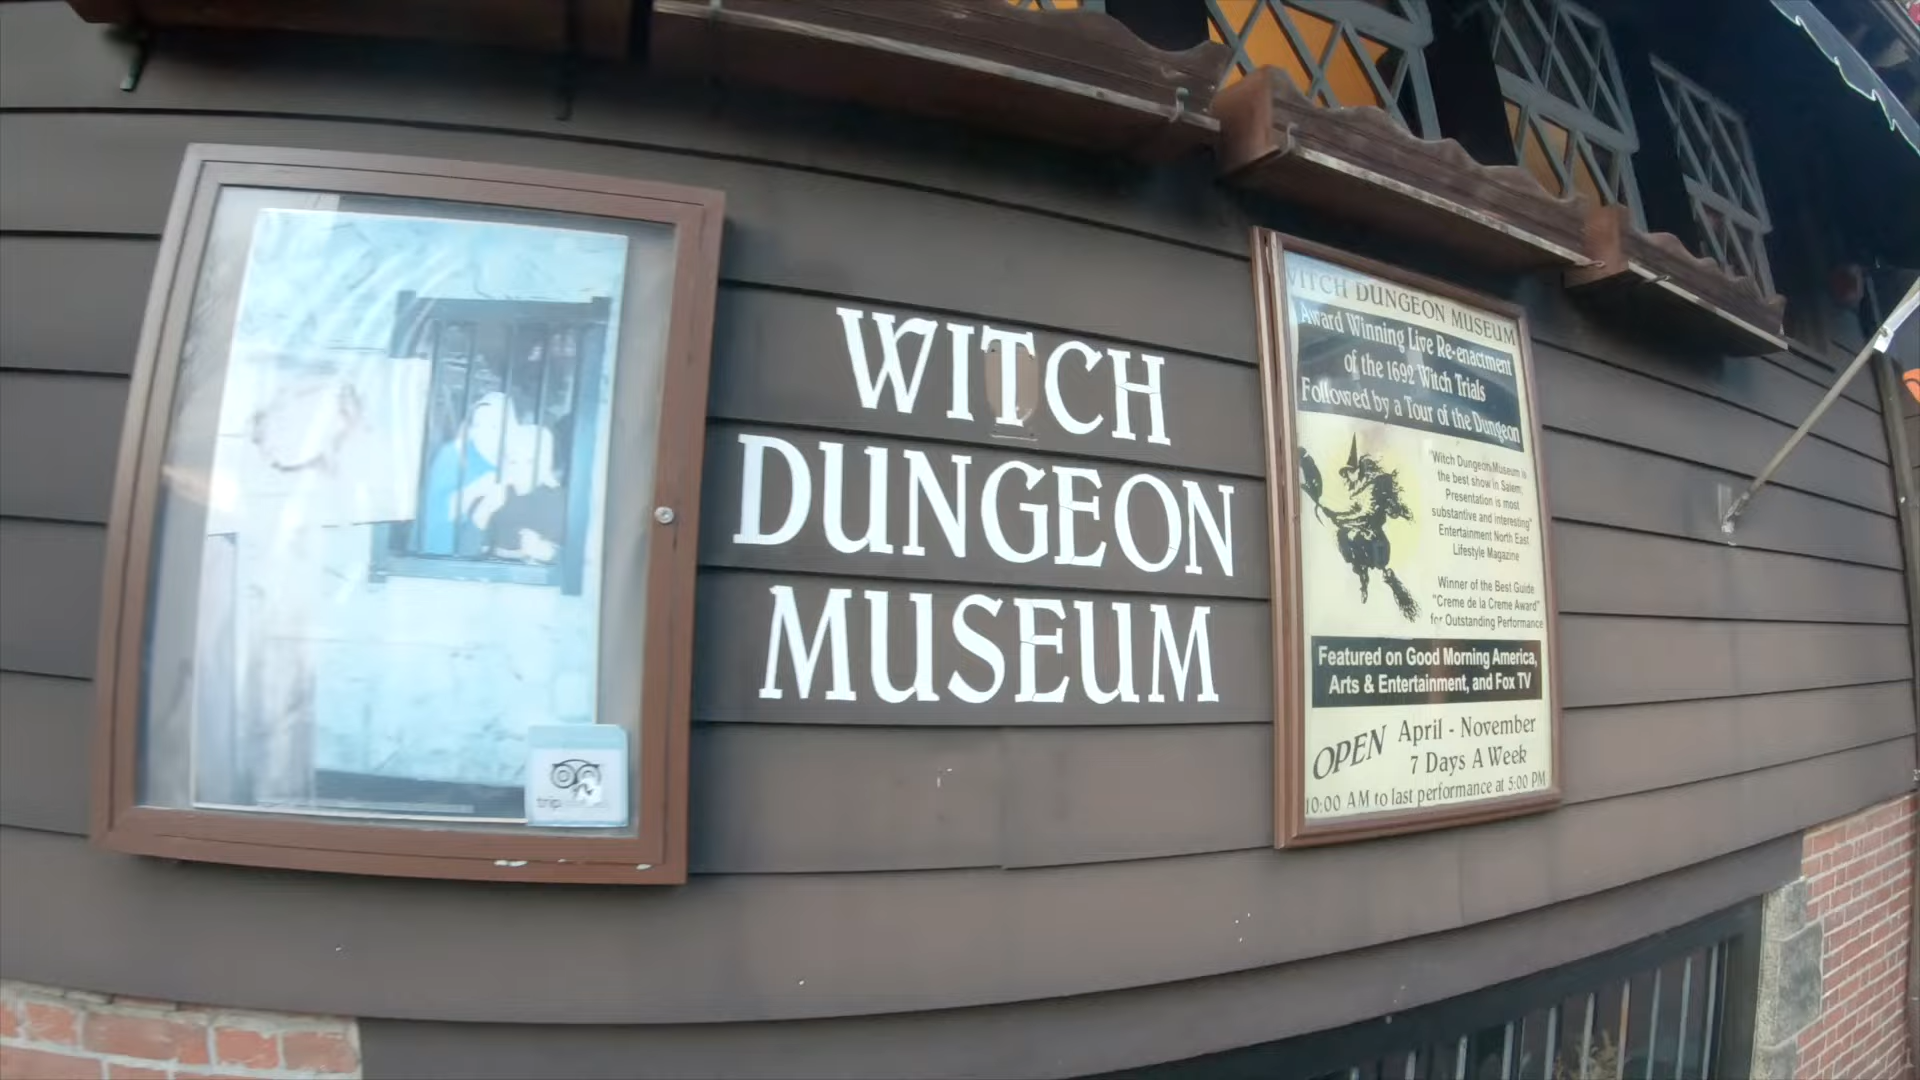 WITCH
DUNGEON
MUSEUM
trip
WITCH DUNGEON MUSEUM
Award Winning Live Re-enactment
of the 1692 Witch Trials
Followed by a Tour of the Dungeon
"Witch Dungeon Museum is
the best show in Salem.
Presentation is most
substantive and interesting"
Entertainment North East
Lifestyle Magazine
Winner of the Best Guide
"Creme de la Creme Award"
for Outstanding Performance
Featured on Good Morning America,
Arts & Entertainment, and Fox TV
OPEN April - November
7 Days A Week
10:00 AM to last performance at 5:00 PM